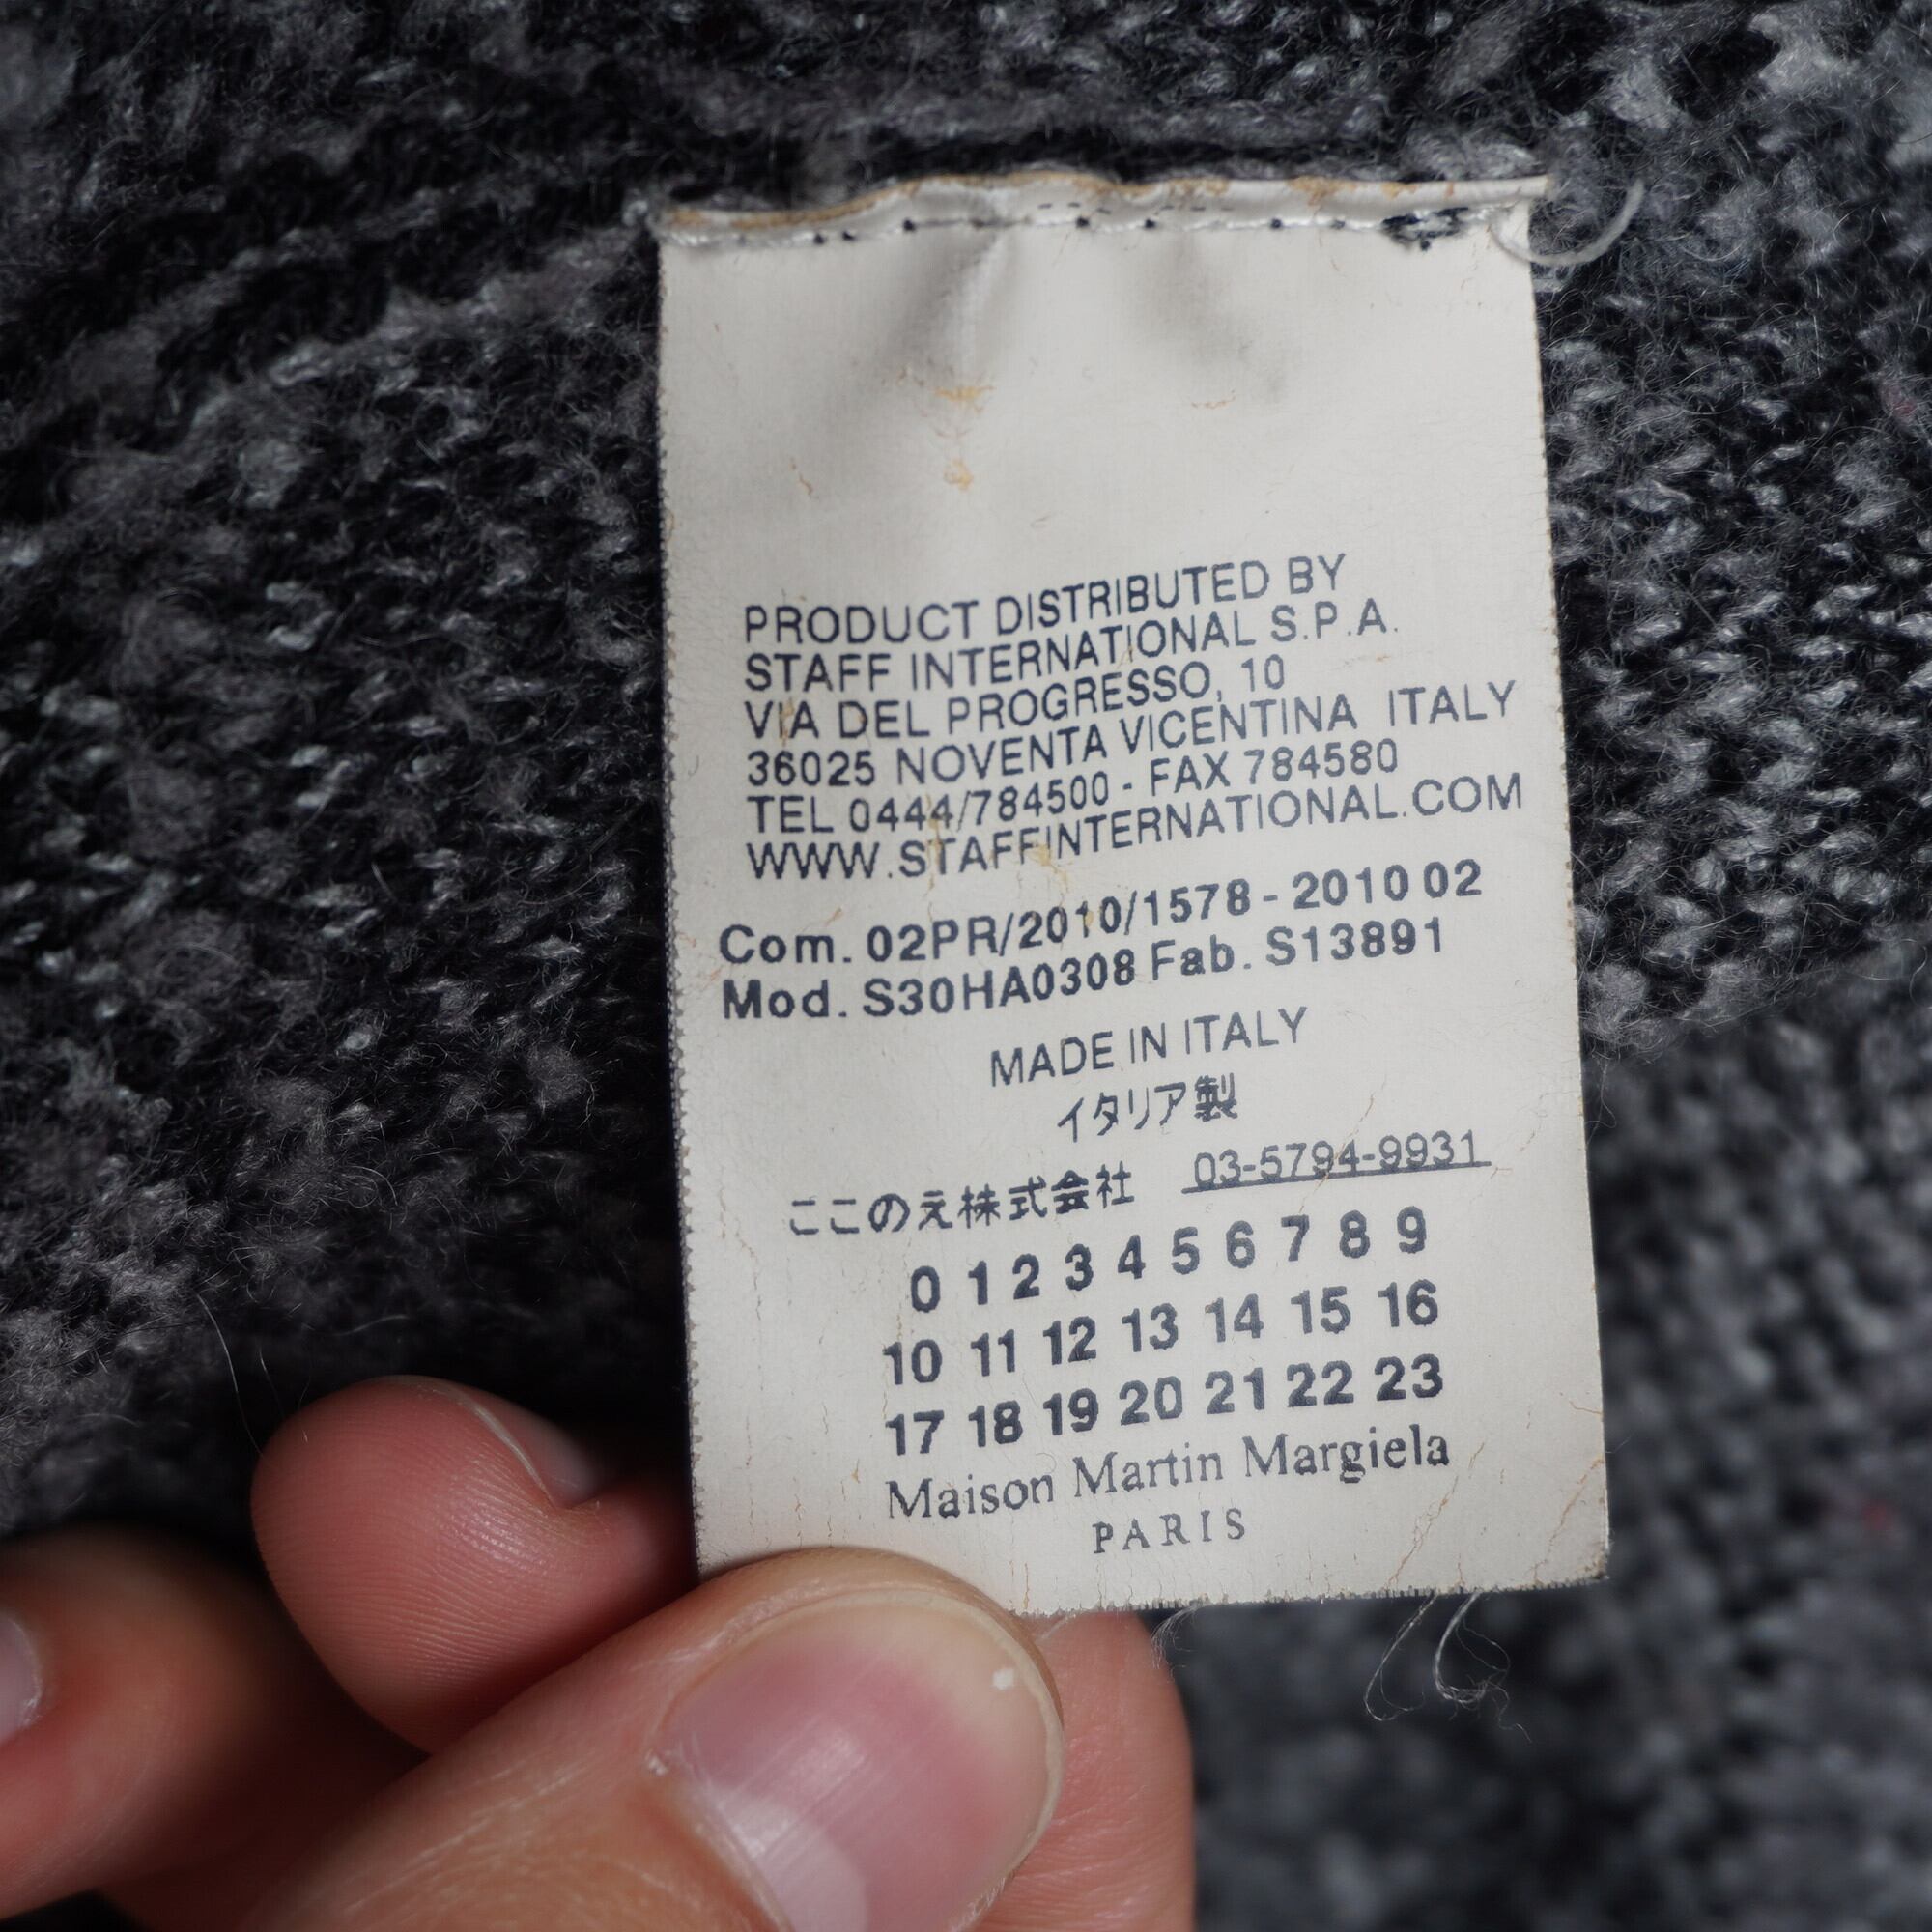 PRODUCT DISTRIBUTED BY
STAFF INTERNATIONAL S.P.A.
VIA DEL PROGRESSO, 10
36025 NOVENTA VICENTINA ITALY
TEL 0444/784500 - FAX 784580
WWW.STAFFINTERNATIONAL.COM
Com. 02PR/2010/1578 - 2010 02
Mod. S30HA0308 Fab. S13891
MADE IN ITALY
イタリア製
ここのえ株式会社 03-5794-9931
0 1 2 3 4 5 6 7 8 9
10 11 12 13 14 15 16
17 18 19 20 21 22 23
Maison Martin Margiela
PARIS